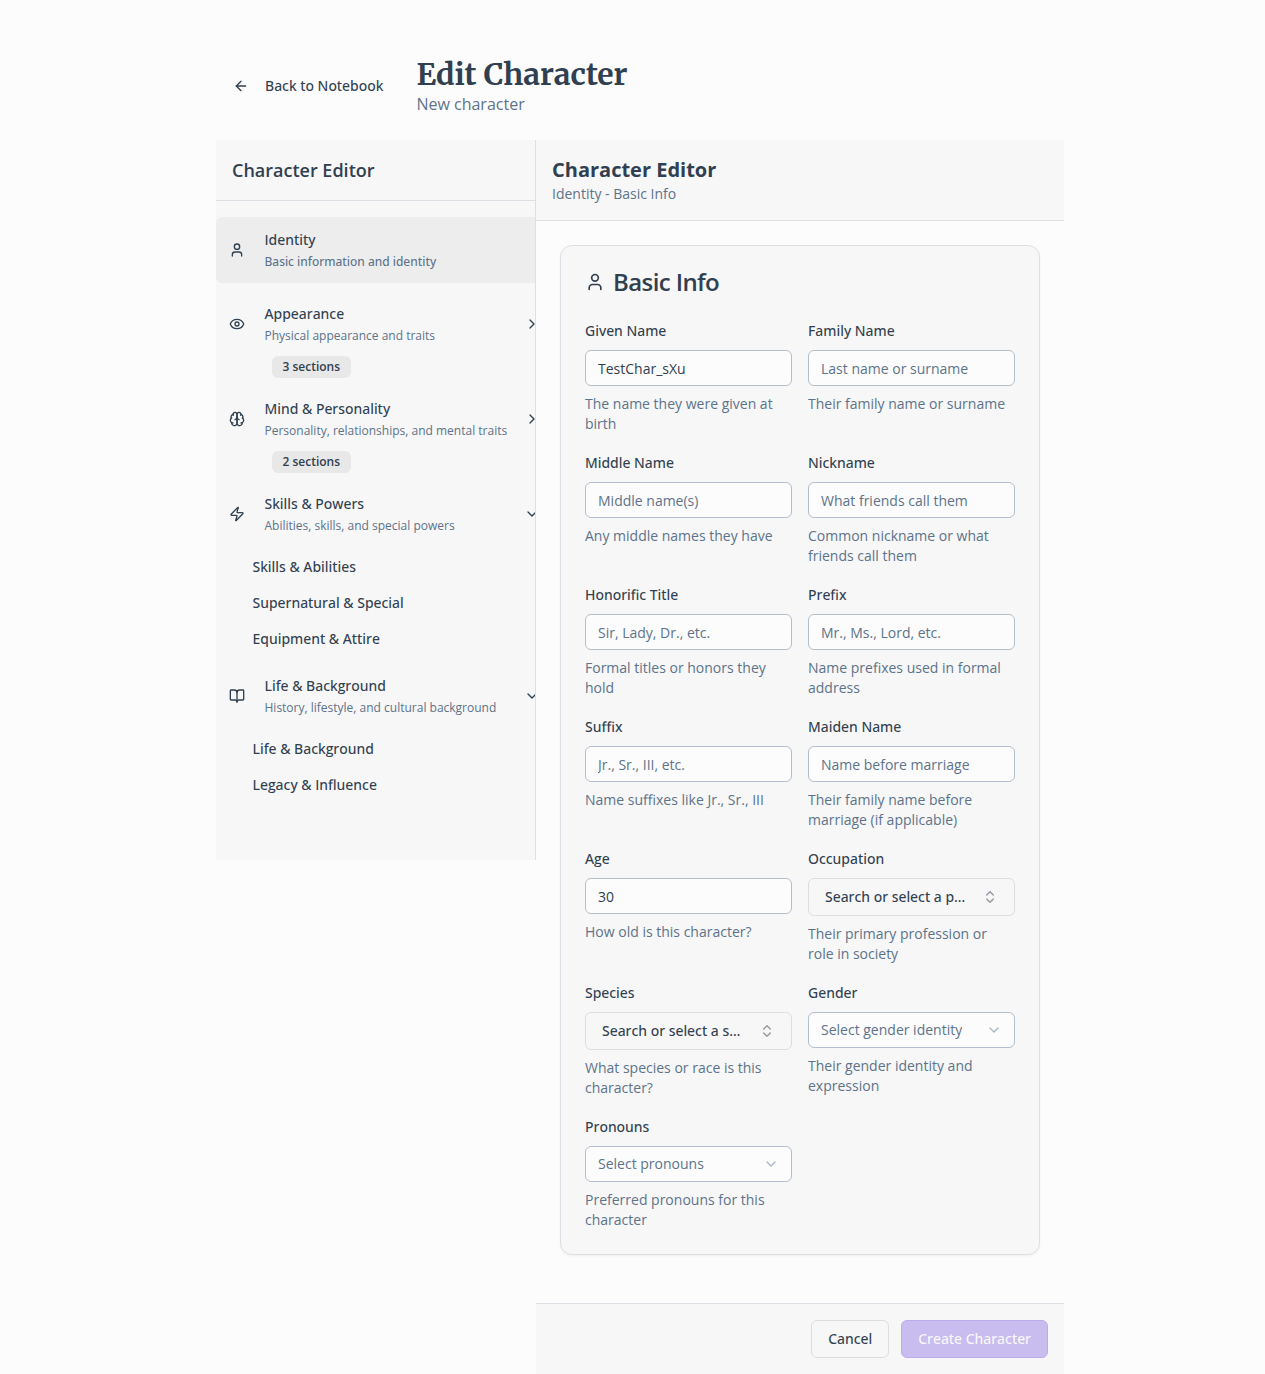 Back to Notebook
Edit Character
New character
Character Editor
Identity
Basic information and identity
Appearance
Physical appearance and traits
3 sections
Mind & Personality
Personality, relationships, and mental traits
2 sections
Skills & Powers
Abilities, skills, and special powers
Skills & Abilities
Supernatural & Special
Equipment & Attire
Life & Background
History, lifestyle, and cultural background
Life & Background
Legacy & Influence
Character Editor
Identity - Basic Info
Basic Info
Given Name
TestChar_sXu
The name they were given at
birth
Family Name
Last name or surname
Their family name or surname
Middle Name
Middle name(s)
Any middle names they have
Nickname
What friends call them
Common nickname or what
friends call them
Honorific Title
Sir, Lady, Dr., etc.
Formal titles or honors they
hold
Prefix
Mr., Ms., Lord, etc.
Name prefixes used in formal
address
Suffix
Jr., Sr., III, etc.
Name suffixes like Jr., Sr., III
Maiden Name
Name before marriage
Their family name before
marriage (if applicable)
Age
30
How old is this character?
Occupation
Search or select a p...
Their primary profession or
role in society
Species
Search or select a s...
What species or race is this
character?
Gender
Select gender identity
Their gender identity and
expression
Pronouns
Select pronouns
Preferred pronouns for this
character
Cancel
Create Character